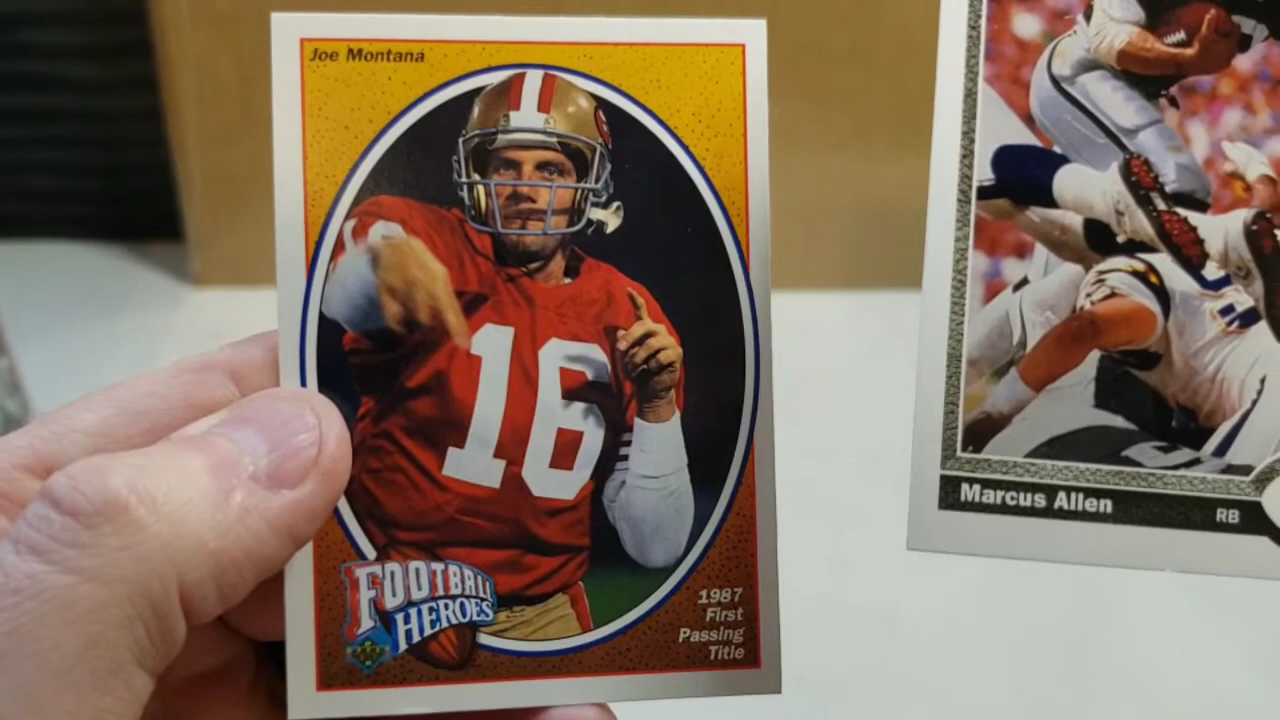 Joe Montana
16
FOOTBALL
HEROES
1987
First
Passing
Title
Marcus Allen
RB